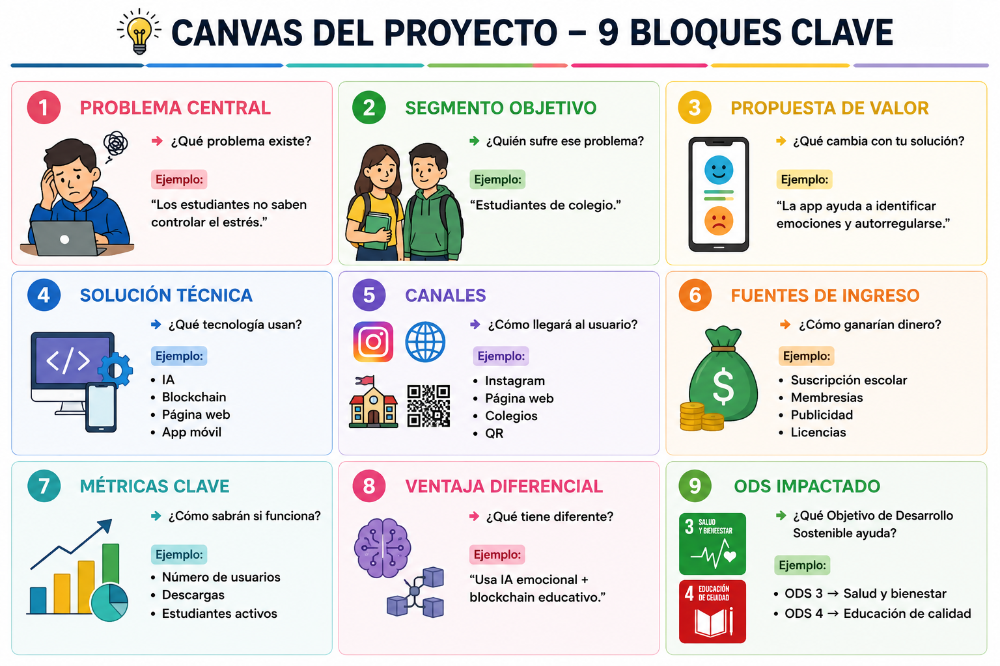 CANVAS DEL PROYECTO – 9 BLOQUES CLAVE
1 PROBLEMA CENTRAL
➔ ¿Qué problema existe?
Ejemplo:
“Los estudiantes no saben
controlar el estrés.”
2 SEGMENTO OBJETIVO
➔ ¿Quién sufre ese problema?
Ejemplo:
“Estudiantes de colegio.”
3 PROPUESTA DE VALOR
➔ ¿Qué cambia con tu solución?
Ejemplo:
“La app ayuda a identificar
emociones y autorregularse.”
4 SOLUCIÓN TÉCNICA
➔ ¿Qué tecnología usan?
Ejemplo:
• IA
• Blockchain
• Página web
• App móvil
</>
5 CANALES
➔ ¿Cómo llegará al usuario?
Ejemplo:
• Instagram
• Página web
• Colegios
• QR
6 FUENTES DE INGRESO
➔ ¿Cómo ganarían dinero?
Ejemplo:
• Suscripción escolar
• Membresías
• Publicidad
• Licencias
$
7 MÉTRICAS CLAVE
➔ ¿Cómo sabrán si funciona?
Ejemplo:
• Número de usuarios
• Descargas
• Estudiantes activos
8 VENTAJA DIFERENCIAL
➔ ¿Qué tiene diferente?
Ejemplo:
“Usa IA emocional +
blockchain educativo.”
9 ODS IMPACTADO
➔ ¿Qué Objetivo de Desarrollo
Sostenible ayuda?
Ejemplo:
• ODS 3 → Salud y bienestar
• ODS 4 → Educación de calidad
3 SALUD
Y BIENEESTAR
4 EDUCACIÓN
DE CEUIDAD